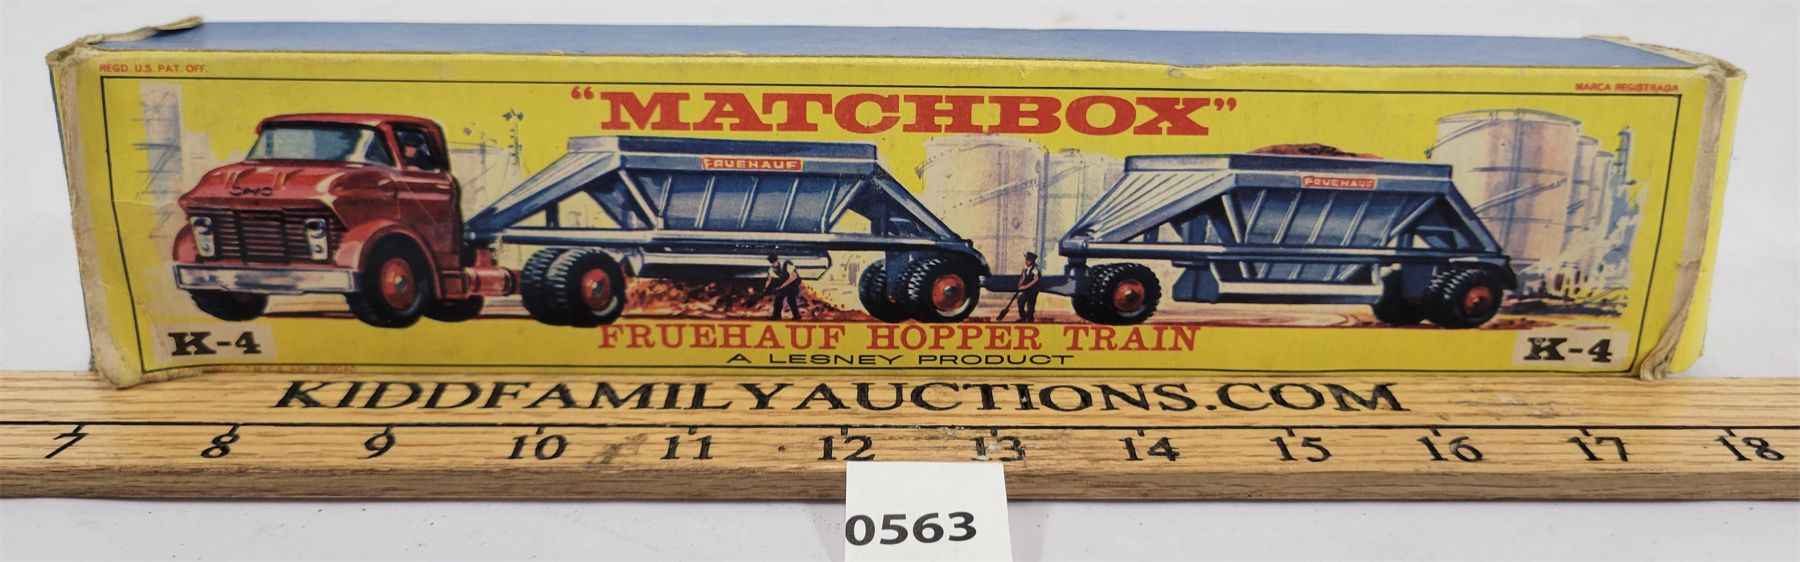 REGD. U.S. PAT. OFF.
MARCA REGISTRADA
"MATCHBOX"
FRUEHAUF
FRUEHAUF
GMC
K-4
FRUEHAUF HOPPER TRAIN
K-4
A LESNEY PRODUCT
KIDDFAMILYAUCTIONS.COM
7 8 9 10 11 12 13 14 15 16 17 18
0563